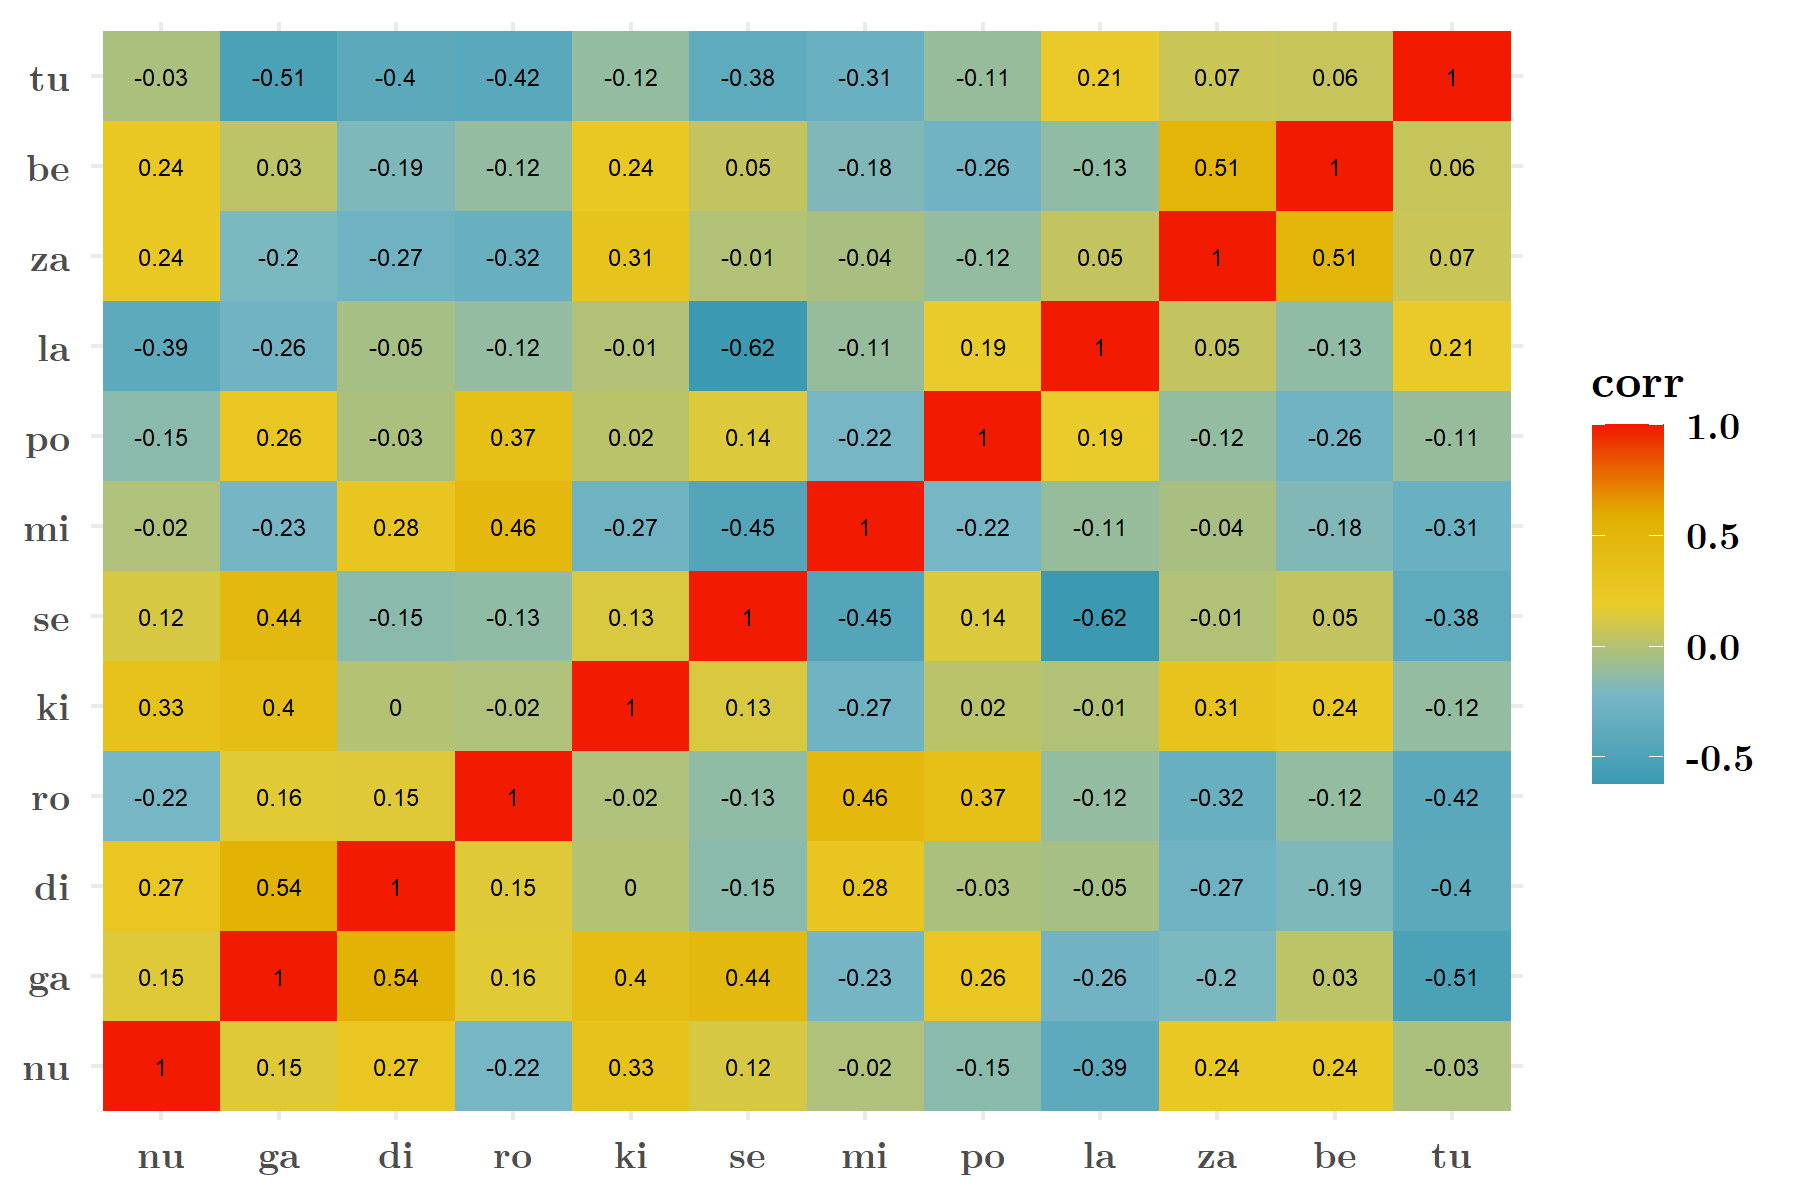 tu -0.03 -0.51 -0.4 -0.42 -0.12 -0.38 -0.31 -0.11 0.21 0.07 0.06 1
be 0.24 0.03 -0.19 -0.12 0.24 0.05 -0.18 -0.26 -0.13 0.51 1 0.06
za 0.24 -0.2 -0.27 -0.32 0.31 -0.01 -0.04 -0.12 0.05 1 0.51 0.07
la -0.39 -0.26 -0.05 -0.12 -0.01 -0.62 -0.11 0.19 1 0.05 -0.13 0.21
po -0.15 0.26 -0.03 0.37 0.02 0.14 -0.22 1 0.19 -0.12 -0.26 -0.11
mi -0.02 -0.23 0.28 0.46 -0.27 -0.45 1 -0.22 -0.11 -0.04 -0.18 -0.31
se 0.12 0.44 -0.15 -0.13 0.13 1 -0.45 0.14 -0.62 -0.01 0.05 -0.38
ki 0.33 0.4 0 -0.02 1 0.13 -0.27 0.02 -0.01 0.31 0.24 -0.12
ro -0.22 0.16 0.15 1 -0.02 -0.13 0.46 0.37 -0.12 -0.32 -0.12 -0.42
di 0.27 0.54 1 0.15 0 -0.15 0.28 -0.03 -0.05 -0.27 -0.19 -0.4
ga 0.15 1 0.54 0.16 0.4 0.44 -0.23 0.26 -0.26 -0.2 0.03 -0.51
nu 1 0.15 0.27 -0.22 0.33 0.12 -0.02 -0.15 -0.39 0.24 0.24 -0.03
nu ga di ro ki se mi po la za be tu
corr
1.0
0.5
0.0
-0.5